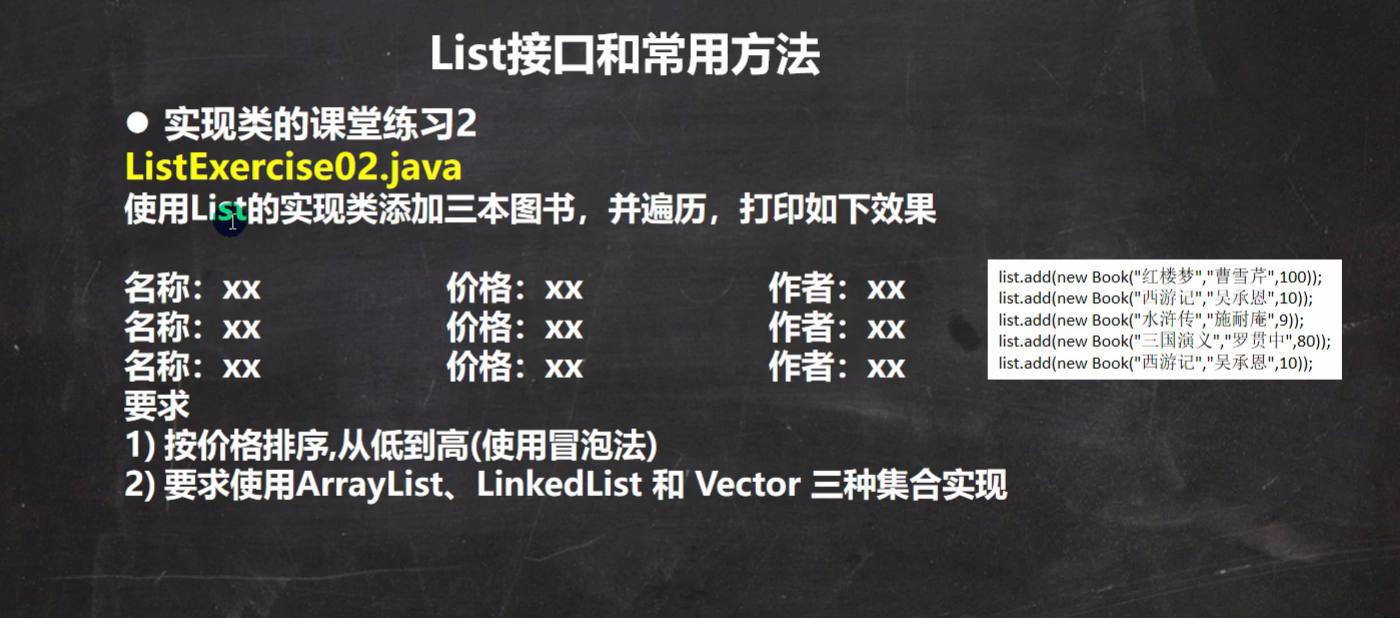 List接口和常用方法
● 实现类的课堂练习2
ListExercise02.java
使用List的实现类添加三本图书，并遍历，打印如下效果
名称：xx 价格：xx 作者：xx
名称：xx 价格：xx 作者：xx
名称：xx 价格：xx 作者：xx
list.add(new Book("红楼梦","曹雪芹",100));
list.add(new Book("西游记","吴承恩",10));
list.add(new Book("水浒传","施耐庵",9));
list.add(new Book("三国演义","罗贯中",80));
list.add(new Book("西游记","吴承恩",10));
要求
1) 按价格排序,从低到高(使用冒泡法)
2) 要求使用ArrayList、LinkedList 和 Vector 三种集合实现